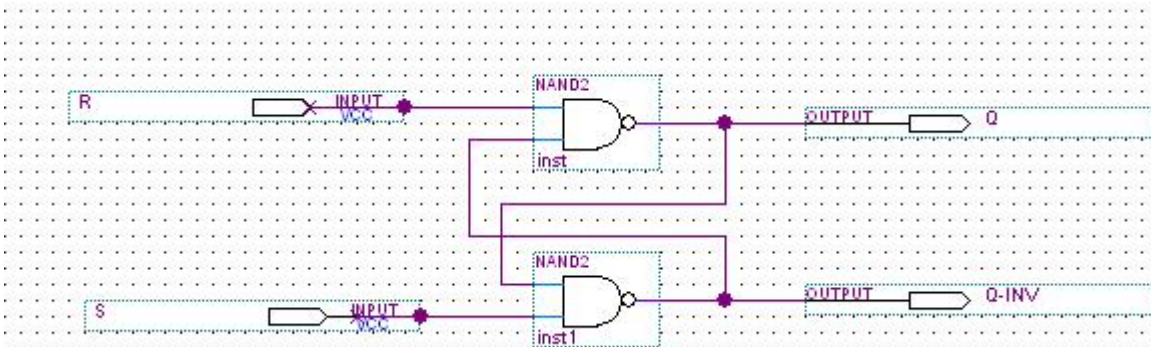 NAND2
R
INPUT
VCC
OUTPUT
Q
inst
NAND2
S
INPUT
VCC
OUTPUT
Q-INV
inst1